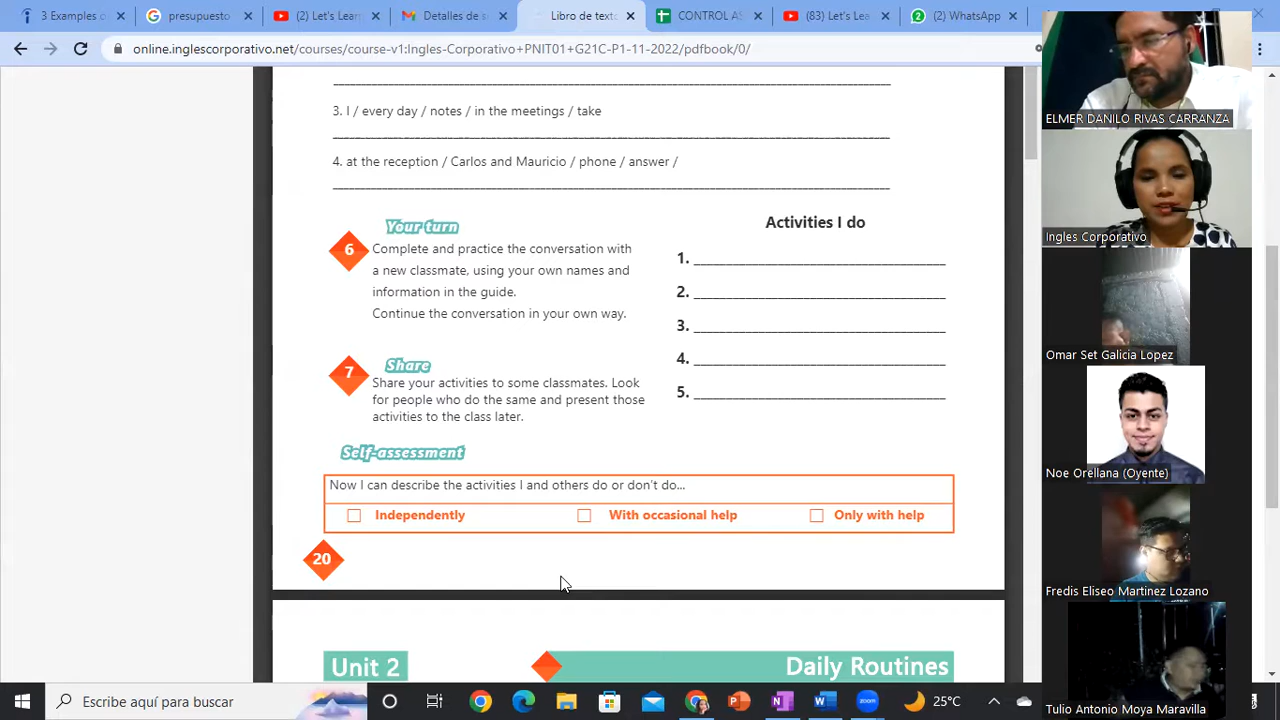 3 Examples c
presupuesto
(2) Let's Lear
Detalles de
Libro de texto
CONTROL AS
(83) Let's Lea
(2) WhatsApp
online.inglescorporativo.net/courses/course-v1:Ingles-Corporativo+PNIT01+G21C-P1-11-2022/pdfbook/0/
3. I / every day / notes / in the meetings / take
4. at the reception / Carlos and Mauricio / phone / answer /
Your turn
6
Complete and practice the conversation with
a new classmate, using your own names and
information in the guide.
Continue the conversation in your own way.
7
Share
Share your activities to some classmates. Look
for people who do the same and present those
activities to the class later.
Activities I do
1.
2.
3.
4.
5.
Self-assessment
Now I can describe the activities I and others do or don't do...
Independently
With occasional help
Only with help
20
Unit 2
Daily Routines
ELMER DANILO RIVAS CARRANZA
Ingles Corporativo
Omar Set Galicia Lopez
Noe Orellana (Oyente)
Fredis Eliseo Martinez Lozano
Tulio Antonio Moya Maravilla
Escribe aquí para buscar
25°C